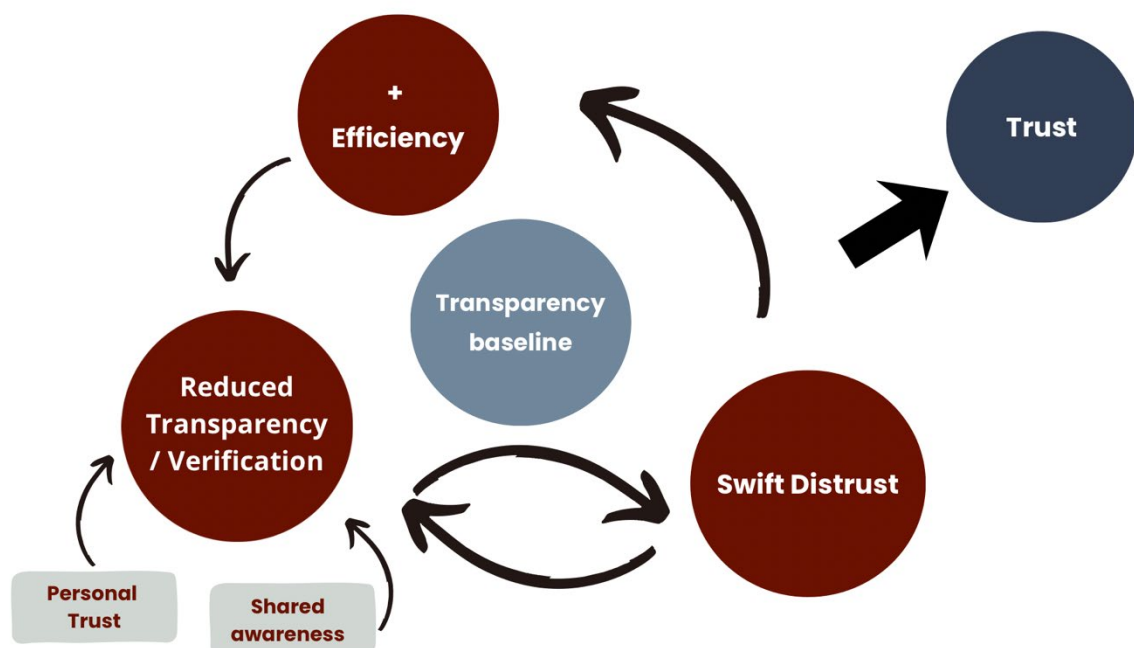 +
Efficiency
Trust
Transparency
baseline
Reduced
Transparency
/ Verification
Swift Distrust
Personal
Trust
Shared
awareness